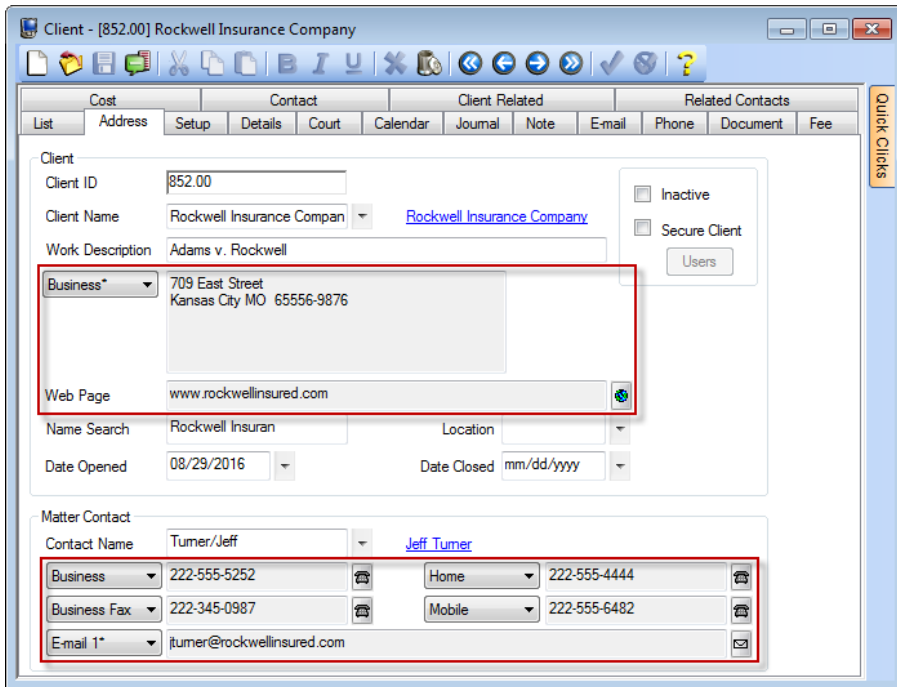 Client - [852.00] Rockwell Insurance Company
B I U ?
Cost Contact Client Related Related Contacts
List Address Setup Details Court Calendar Journal Note E-mail Phone Document Fee
Quick Clicks
Client
Client ID 852.00
Inactive
Client Name Rockwell Insurance Compan Rockwell Insurance Company
Secure Client
Work Description Adams v. Rockwell
Users
Business* 709 East Street
Kansas City MO 65556-9876
Web Page www.rockwellinsured.com
Name Search Rockwell Insuran Location
Date Opened 08/29/2016 Date Closed mm/dd/yyyy
Matter Contact
Contact Name Turner/Jeff Jeff Turner
Business 222-555-5252 Home 222-555-4444
Business Fax 222-345-0987 Mobile 222-555-6482
E-mail 1* jturner@rockwellinsured.com